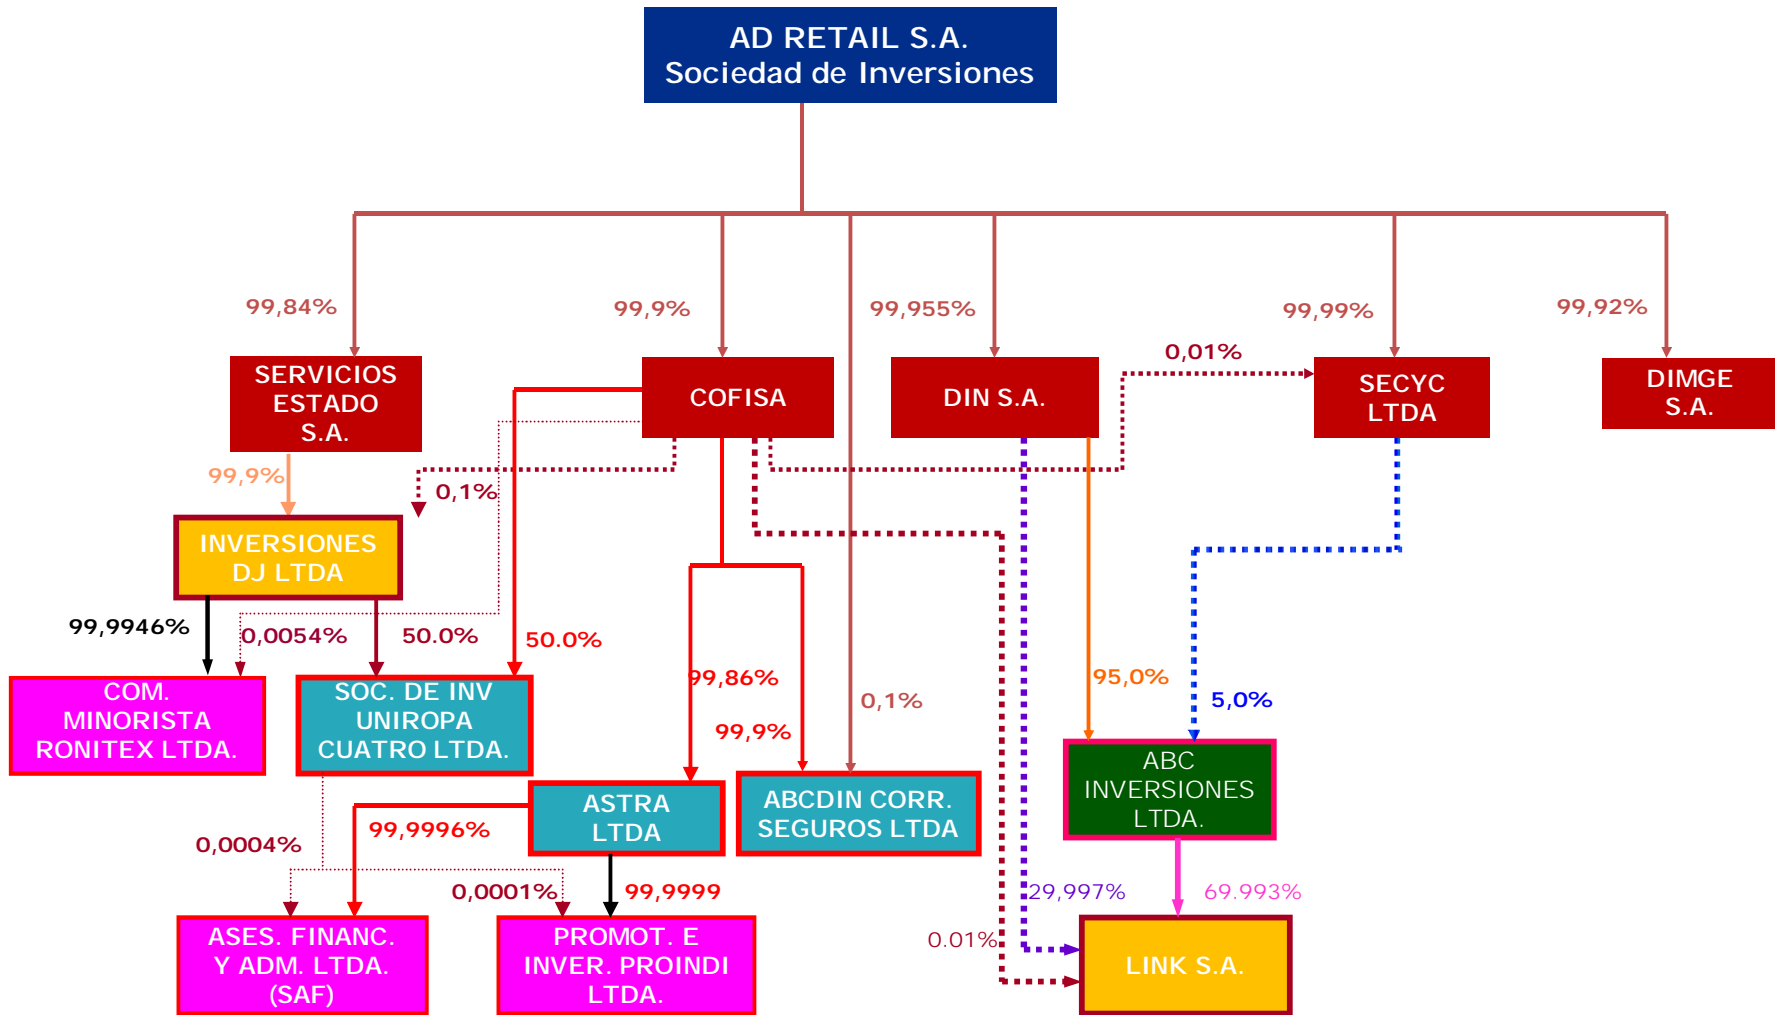 AD RETAIL S.A.
Sociedad de Inversiones
99,84%
99,9%
99,955%
99,99%
99,92%
0,01%
SERVICIOS
ESTADO
S.A.
COFISA
DIN S.A.
SECYC
LTDA
DIMGE
S.A.
99,9%
0,1%
INVERSIONES
DJ LTDA
99,9946%
0,0054%
50.0%
50.0%
99,86%
99,9%
0,1%
95,0%
5,0%
COM.
MINORISTA
RONITEX LTDA.
SOC. DE INV
UNIROPA
CUATRO LTDA.
ASTRA
LTDA
ABCDIN CORR.
SEGUROS LTDA
ABC
INVERSIONES
LTDA.
0,0004%
99,9996%
0,0001%
99,9999
29,997%
69.993%
0.01%
ASES. FINANC.
Y ADM. LTDA.
(SAF)
PROMOT. E
INVER. PROINDI
LTDA.
LINK S.A.